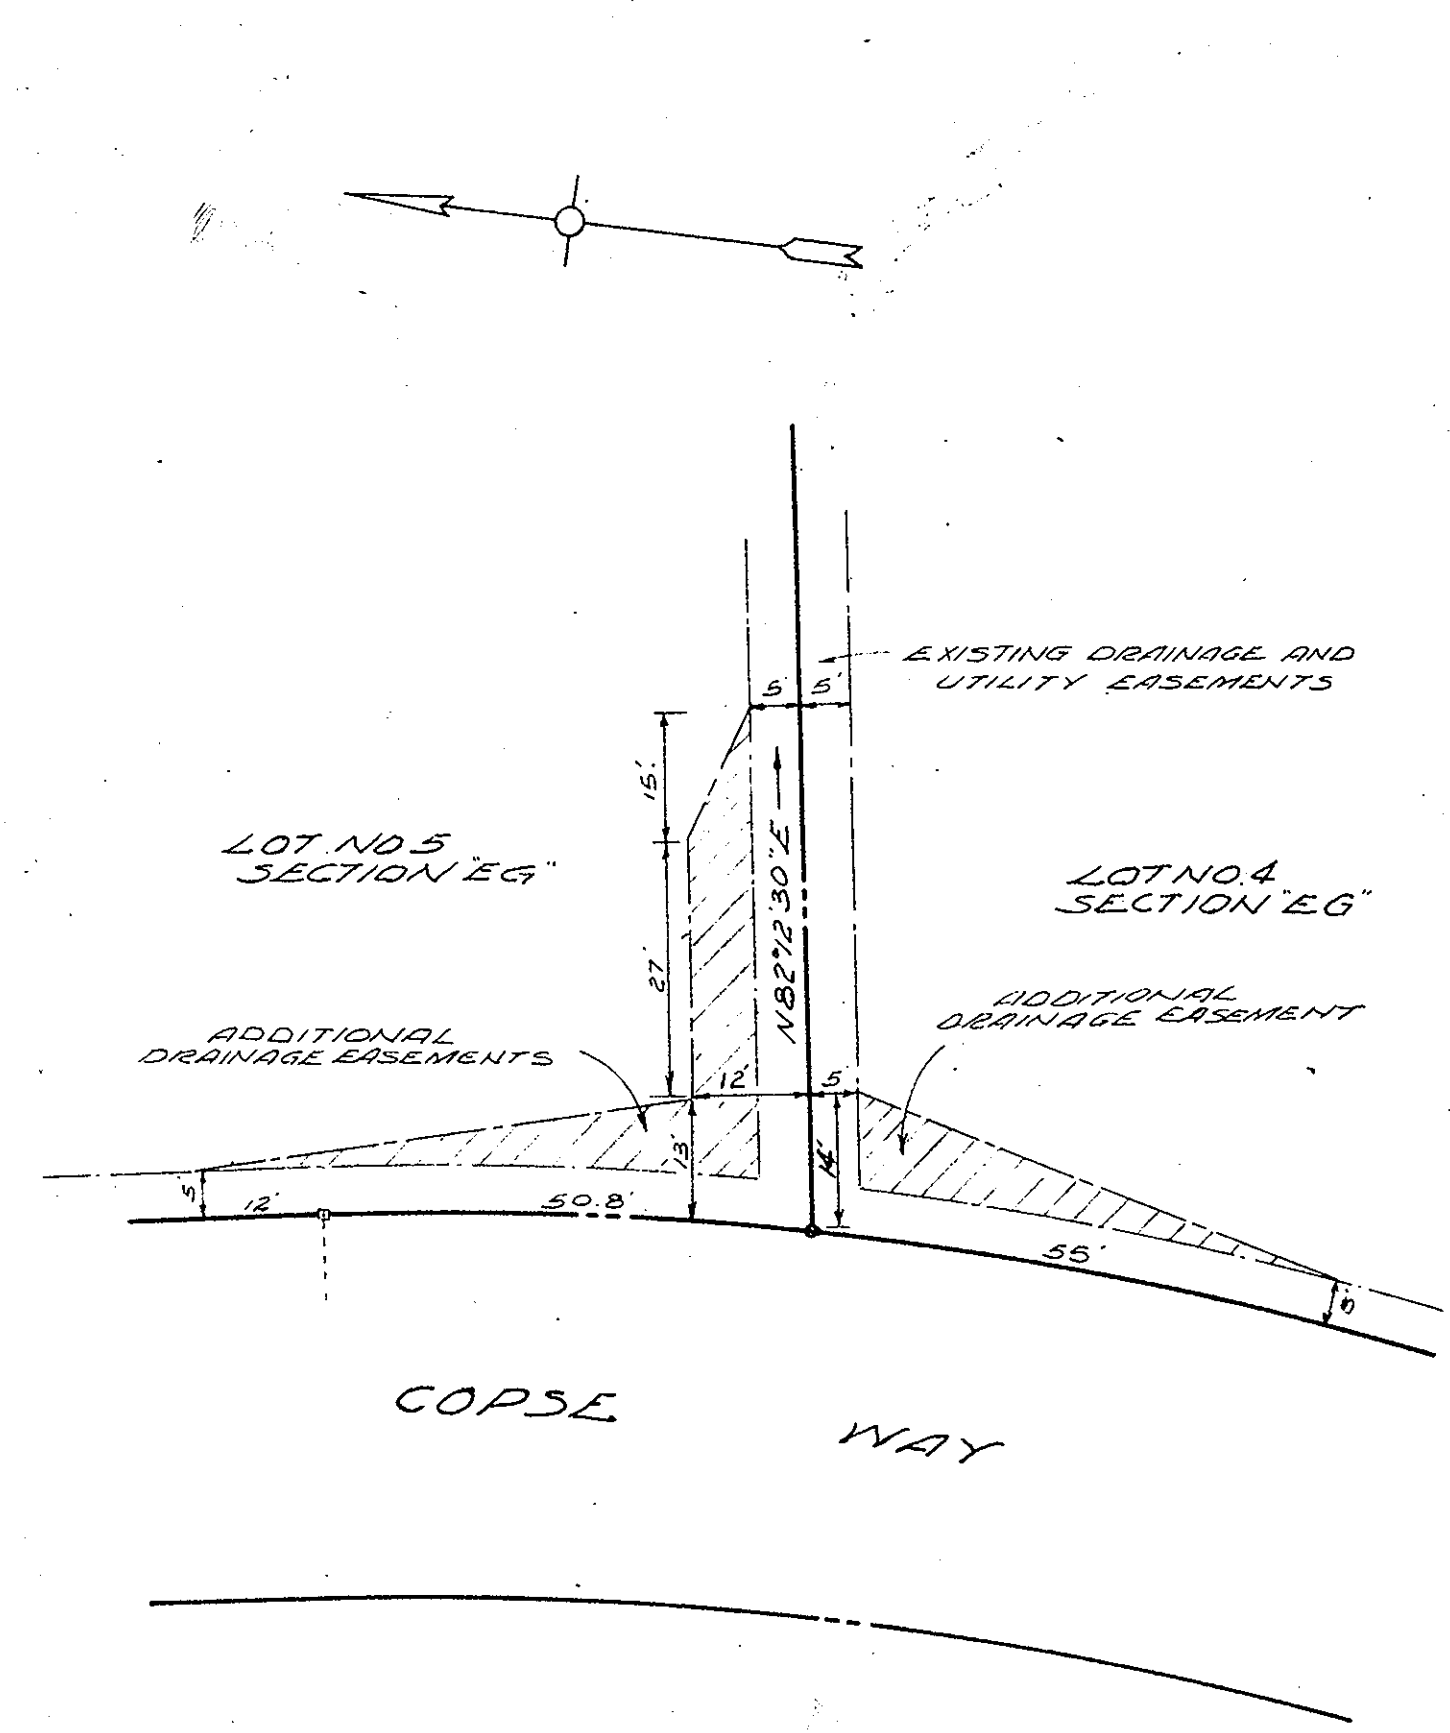 EXISTING DRAINAGE AND
UTILITY EASEMENTS
5'
5'
15'
27'
N82°12'30"E
LOT NO 5
SECTION "EG"
LOT NO. 4
SECTION "EG"
ADDITIONAL
DRAINAGE EASEMENTS
ADDITIONAL
DRAINAGE EASEMENT
12'
5'
13'
14'
5'
12'
50.8'
55'
5'
COPSE WAY